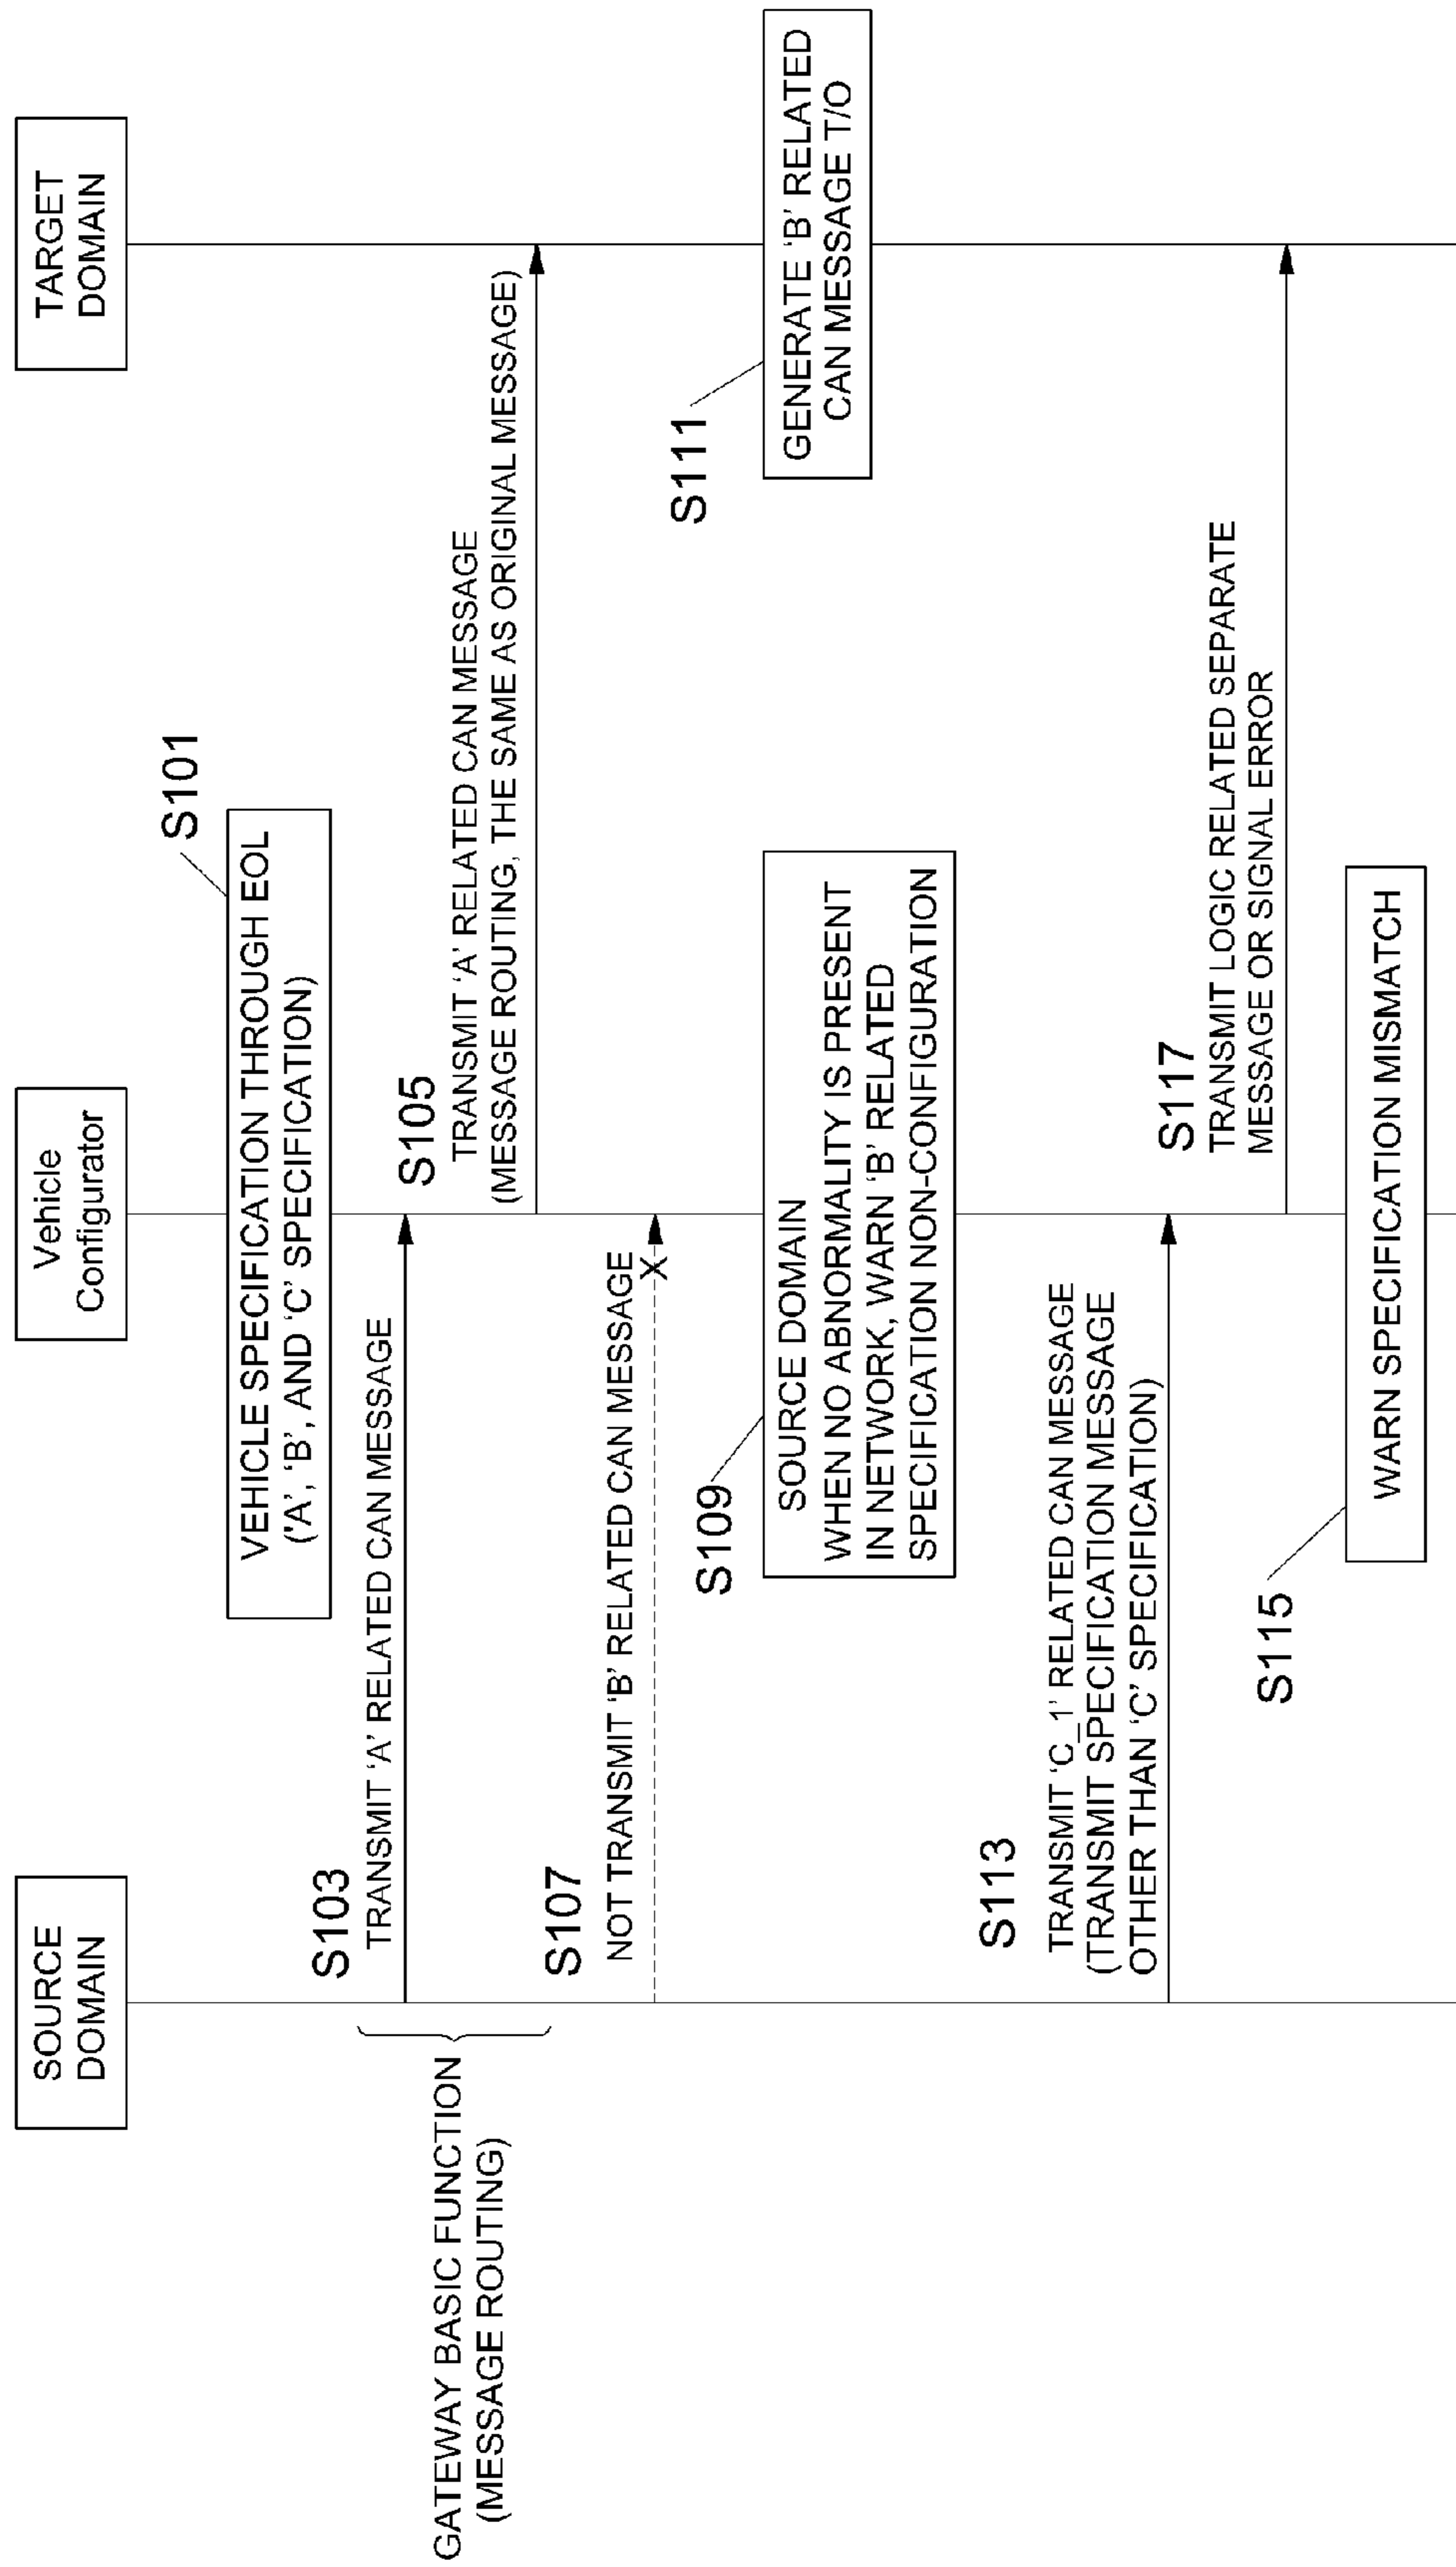 SOURCE
DOMAIN
Vehicle
Configurator
TARGET
DOMAIN
S101
VEHICLE SPECIFICATION THROUGH EOL
('A', 'B', AND 'C' SPECIFICATION)
S103
TRANSMIT 'A' RELATED CAN MESSAGE
GATEWAY BASIC FUNCTION
(MESSAGE ROUTING)
S105
TRANSMIT 'A' RELATED CAN MESSAGE
(MESSAGE ROUTING, THE SAME AS ORIGINAL MESSAGE)
S107
NOT TRANSMIT 'B' RELATED CAN MESSAGE
X
S109
SOURCE DOMAIN
WHEN NO ABNORMALITY IS PRESENT
IN NETWORK, WARN 'B' RELATED
SPECIFICATION NON-CONFIGURATION
S111
GENERATE 'B' RELATED
CAN MESSAGE T/O
S113
TRANSMIT 'C_1' RELATED CAN MESSAGE
(TRANSMIT SPECIFICATION MESSAGE
OTHER THAN 'C' SPECIFICATION)
S117
TRANSMIT LOGIC RELATED SEPARATE
MESSAGE OR SIGNAL ERROR
S115
WARN SPECIFICATION MISMATCH